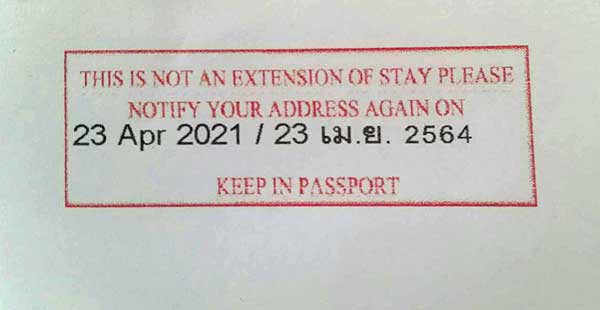 THIS IS NOT AN EXTENSION OF STAY PLEASE
NOTIFY YOUR ADDRESS AGAIN ON
23 Apr 2021 / 23 เม.ย. 2564
KEEP IN PASSPORT